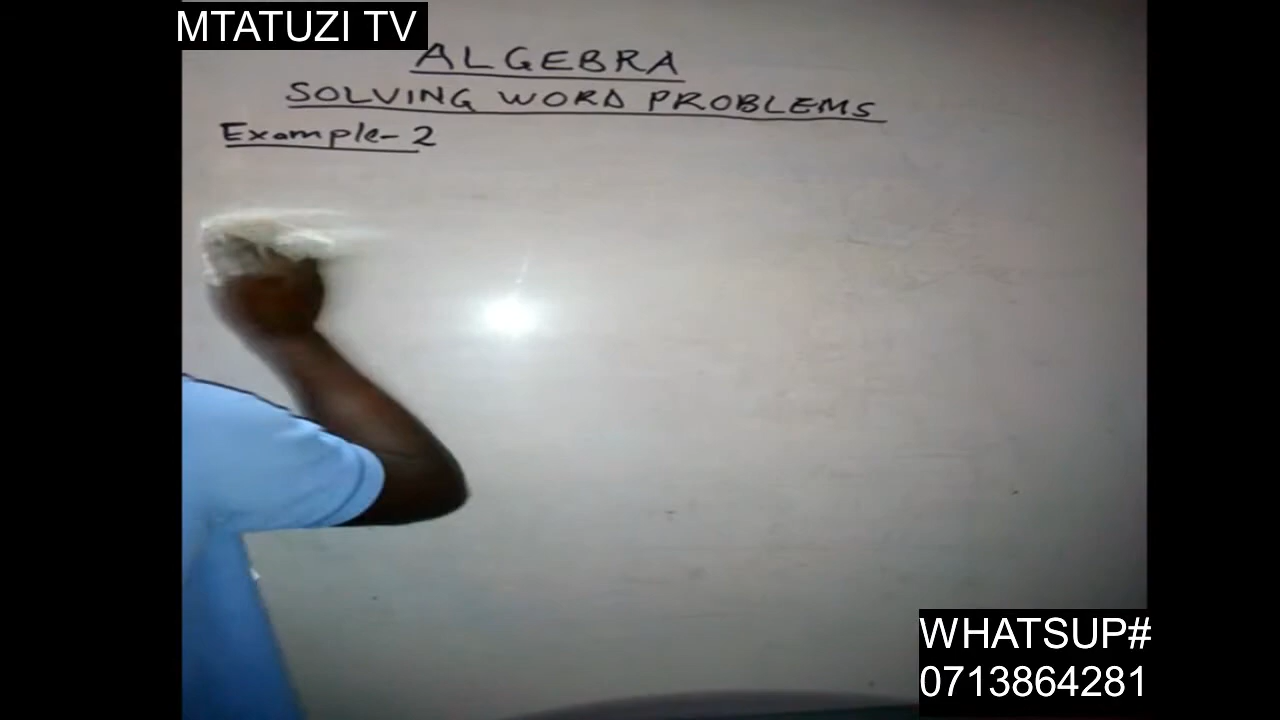 MTATUZI TV
ALGEBRA
SOLVING WORD PROBLEMS
Example-2
WHATSUP#
0713864281